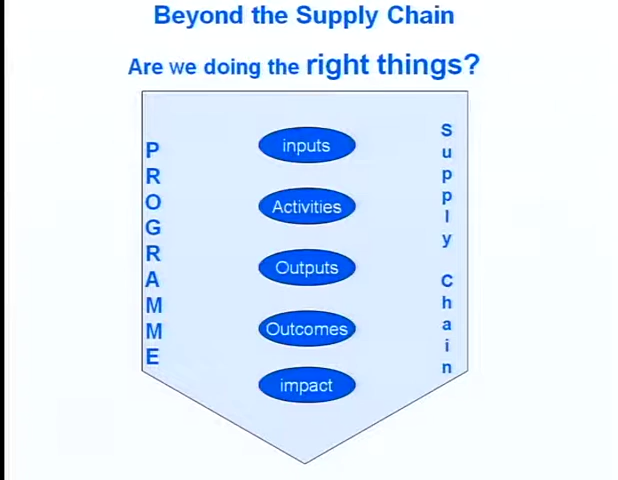 Beyond the Supply Chain
Are we doing the right things?
PROGRAMME
inputs
Activities
Outputs
Outcomes
impact
Supply Chain